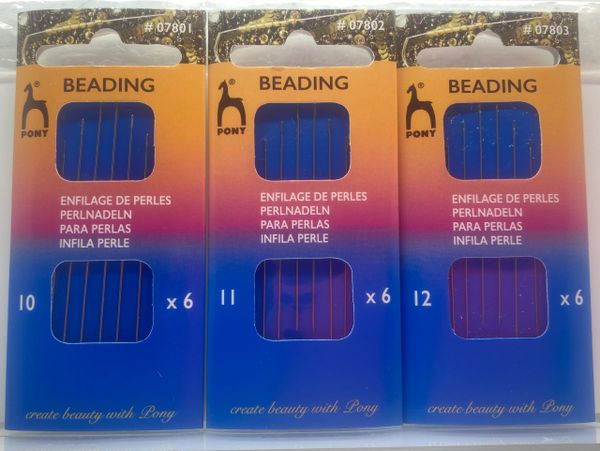 # 07801
BEADING
®
PONY
ENFILAGE DE PERLES
PERLNADELN
PARA PERLAS
INFILA PERLE
10
x 6
create beauty with Pony
# 07802
BEADING
®
PONY
ENFILAGE DE PERLES
PERLNADELN
PARA PERLAS
INFILA PERLE
11
x 6
create beauty with Pony
# 07803
BEADING
®
PONY
ENFILAGE DE PERLES
PERLNADELN
PARA PERLAS
INFILA PERLE
12
x 6
create beauty with Pony